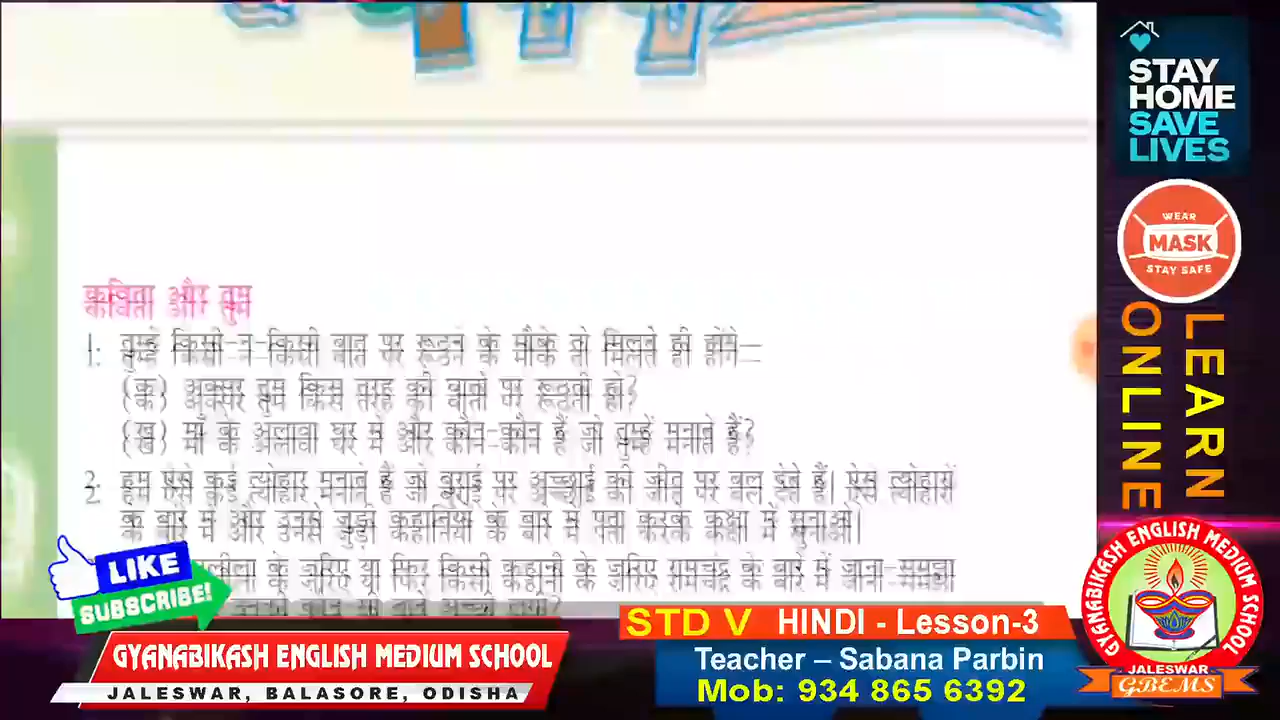 कविता और तुम
1. तुम्हें किसी-न-किसी बात पर रूठने के मौके तो मिलते ही होंगे—
(क) अक्सर तुम किस तरह की बातों पर रूठती हो?
(ख) माँ के अलावा घर में और कौन-कौन हैं जो तुम्हें मनाते हैं?
2. हम ऐसे कई त्योहार मनाते हैं जो बुराई पर अच्छाई की जीत पर बल देते हैं। ऐसे त्योहारों
के बारे में और उनसे जुड़ी कहानियों के बारे में पता करके कक्षा में सुनाओ।
लीला के ज़रिए या फिर किसी कहानी के ज़रिए रामचंद्र के बारे में जाना-समझा
LIKE
SUBSCRIBE!
GYANABIKASH ENGLISH MEDIUM SCHOOL
JALESWAR, BALASORE, ODISHA
STD V HINDI - Lesson-3
Teacher – Sabana Parbin
Mob: 934 865 6392
STAY
HOME
SAVE
LIVES
WEAR
MASK
STAY SAFE
LEARN
ONLINE
GYANABIKASH ENGLISH MEDIUM SCHOOL
JALESWAR
GBEMS